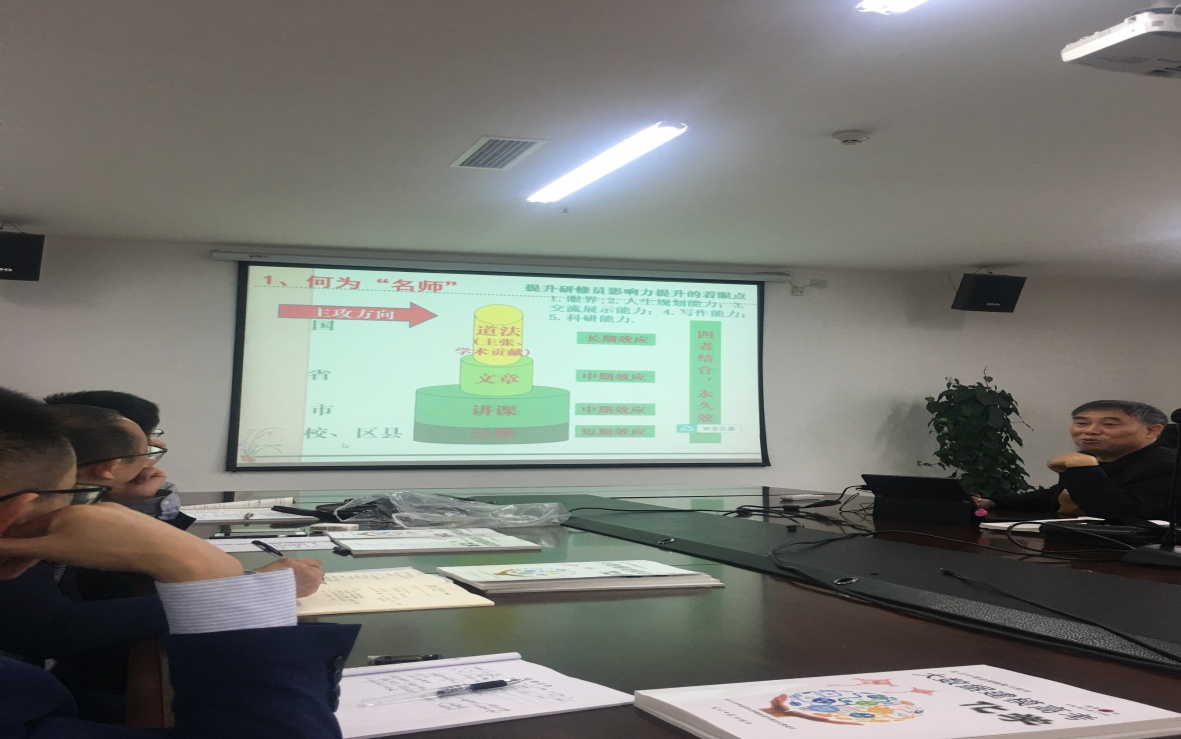 1、何为“名师”
提升研修员影响力提升的着眼点
1. 眼界;2. 人生规划能力; 3.
交流展示能力; 4. 写作能力;
5. 科研能力.
主攻方向
国
省
市
校、区县
道法
(主张、
学术贡献)
文章
讲课
长期效应
中期效应
中期效应
短期效应
四者结合,永久效
化学